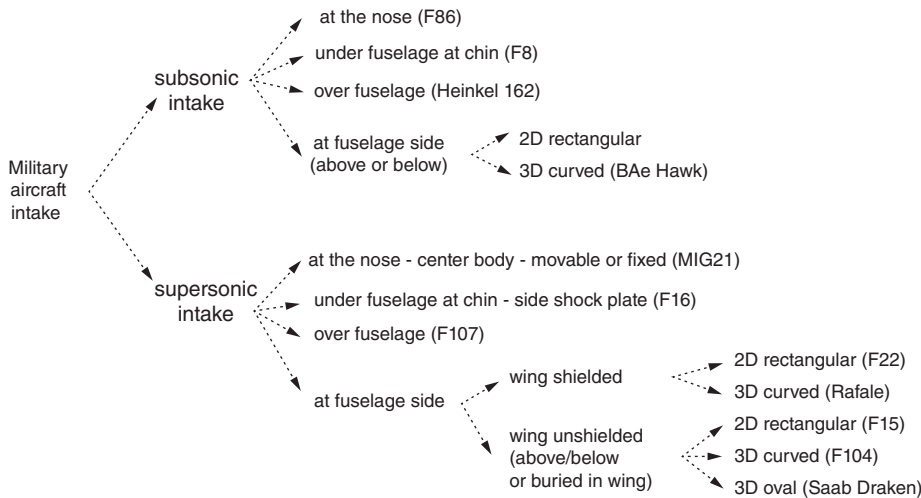 Military
aircraft
intake
subsonic
intake
at the nose (F86)
under fuselage at chin (F8)
over fuselage (Heinkel 162)
at fuselage side
(above or below)
2D rectangular
3D curved (BAe Hawk)
supersonic
intake
at the nose - center body - movable or fixed (MIG21)
under fuselage at chin - side shock plate (F16)
over fuselage (F107)
at fuselage side
wing shielded
2D rectangular (F22)
3D curved (Rafale)
wing unshielded
(above/below
or buried in wing)
2D rectangular (F15)
3D curved (F104)
3D oval (Saab Draken)